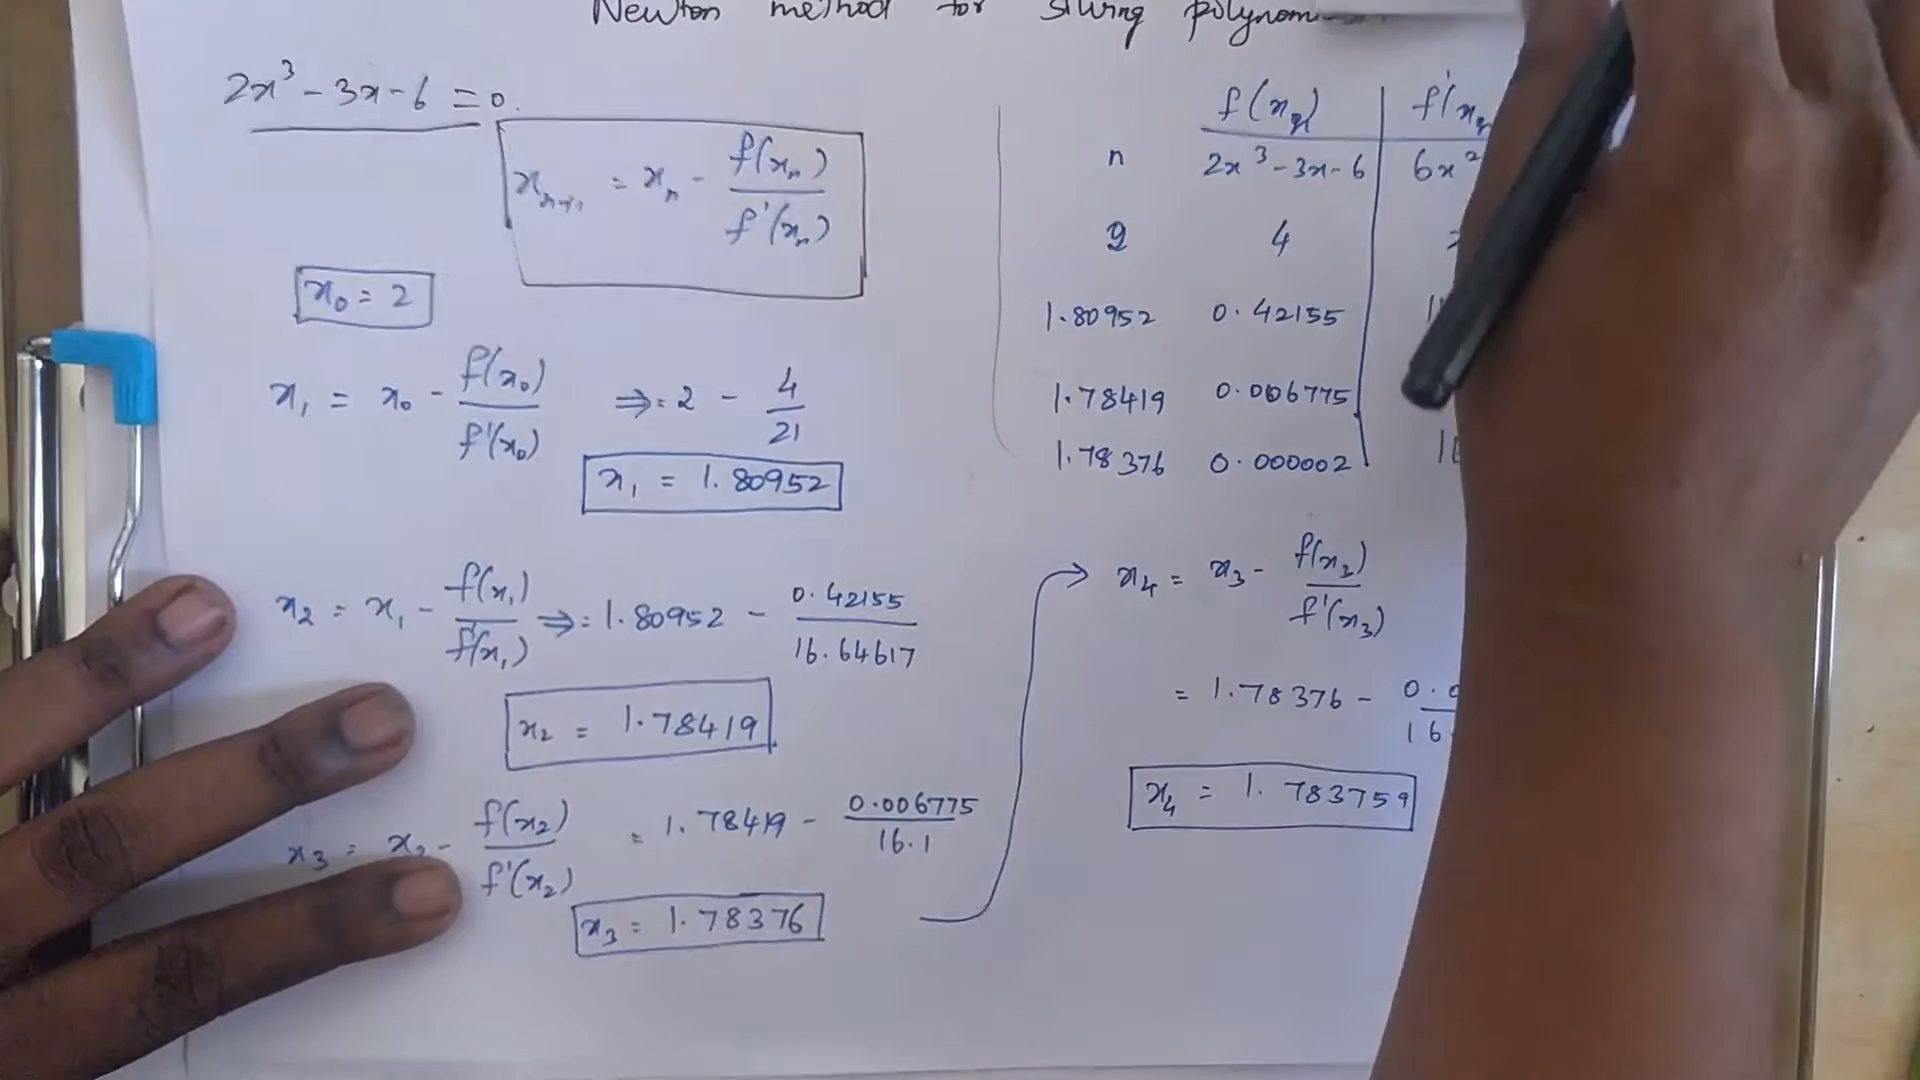 Newton method for solving polynom
2x³ - 3x - 6 = 0.
xₙ₊₁ = xₙ - f(xₙ) / f'(xₙ)
x₀ = 2
x₁ = x₀ - f(x₀) / f'(x₀) ⇒ = 2 - 4 / 21
x₁ = 1.80952
x₂ = x₁ - f(x₁) / f'(x₁) ⇒ = 1.80952 - 0.42155 / 16.64617
x₂ = 1.78419
x₃ = x₂ - f(x₂) / f'(x₂) = 1.78419 - 0.006775 / 16.1
x₃ = 1.78376
f(xₙ) f'(xₙ
n 2x³ - 3x - 6 6x²
2 4
1.80952 0.42155
1.78419 0.006775
1.78376 0.000002
x₄ = x₃ - f(x₃) / f'(x₃)
= 1.78376 - 0.0 / 16.
x₄ = 1.783759